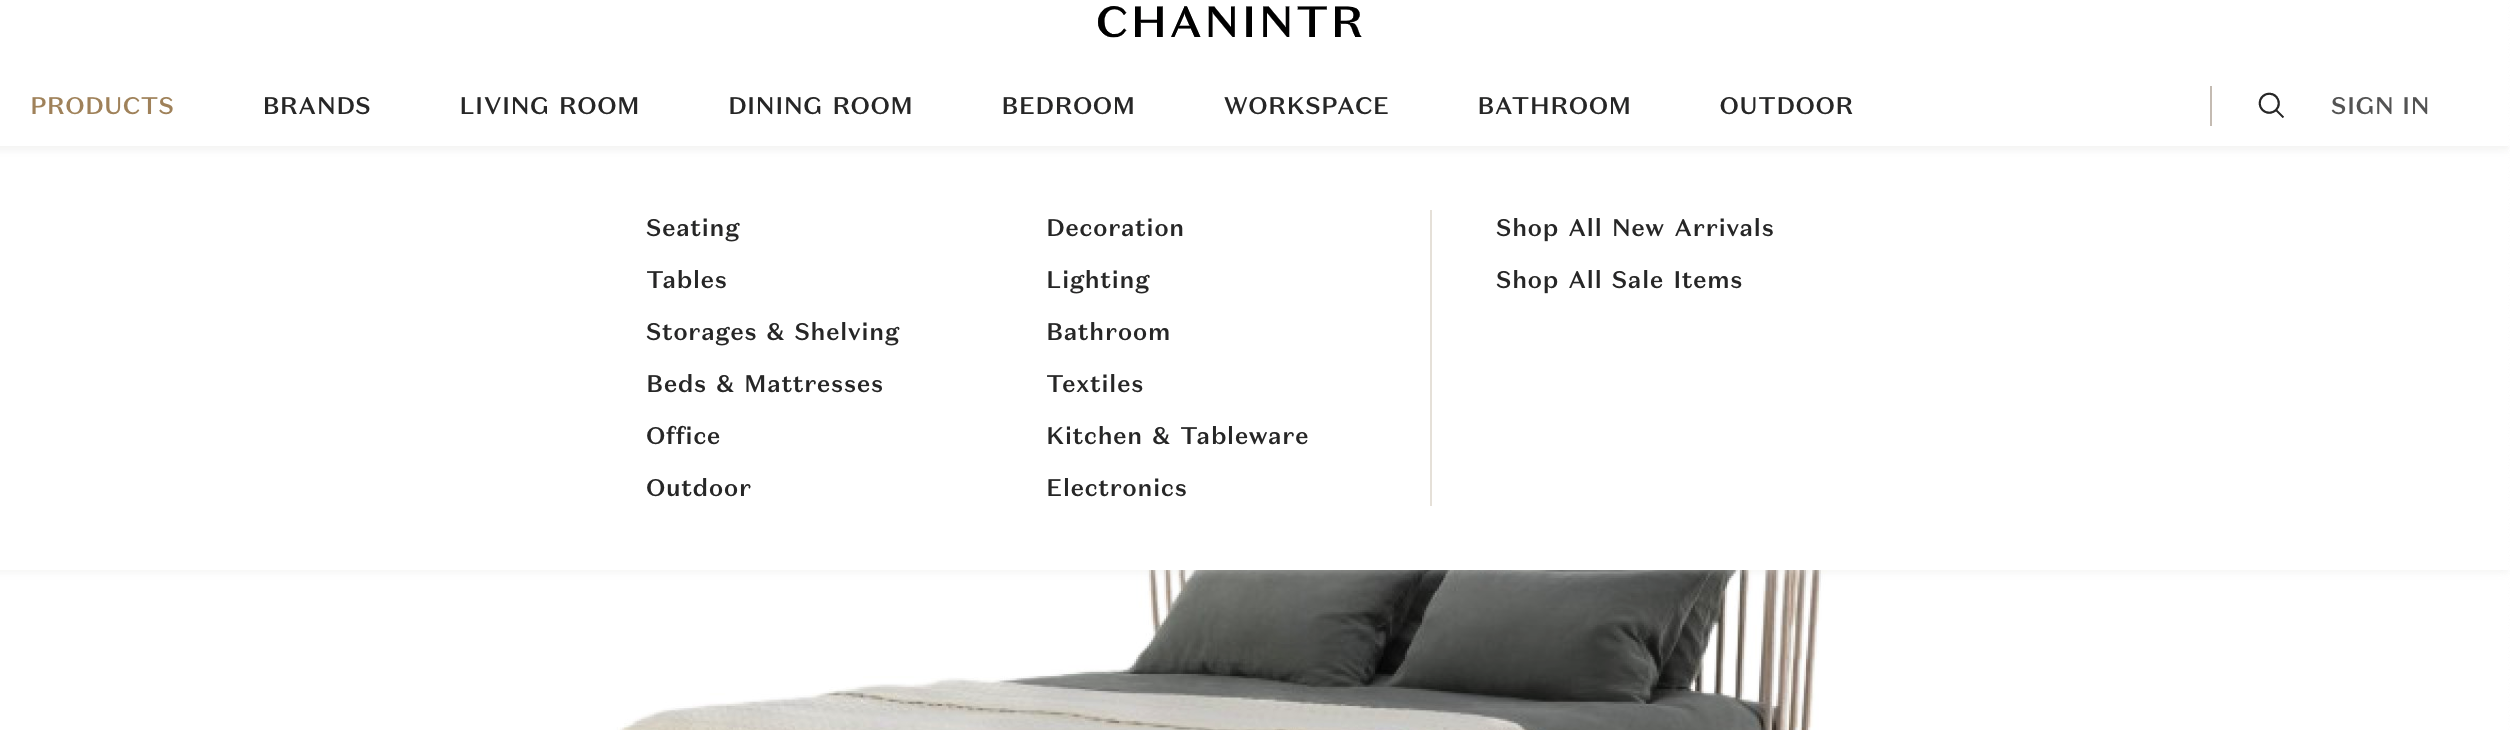 CHANINTR
PRODUCTS BRANDS LIVING ROOM DINING ROOM BEDROOM WORKSPACE BATHROOM OUTDOOR SIGN IN
Seating
Tables
Storages & Shelving
Beds & Mattresses
Office
Outdoor
Decoration
Lighting
Bathroom
Textiles
Kitchen & Tableware
Electronics
Shop All New Arrivals
Shop All Sale Items